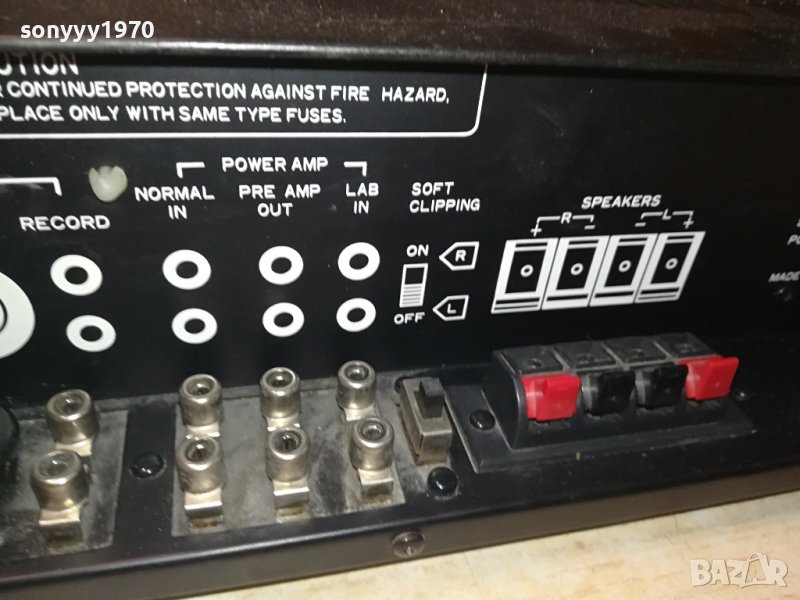 sonyyy1970
UTION
CONTINUED PROTECTION AGAINST FIRE HAZARD,
PLACE ONLY WITH SAME TYPE FUSES.
POWER AMP
RECORD
NORMAL IN
PRE AMP OUT
LAB IN
SOFT CLIPPING
ON
R
OFF
L
SPEAKERS
+ R - - L +
MADE
BAZAR